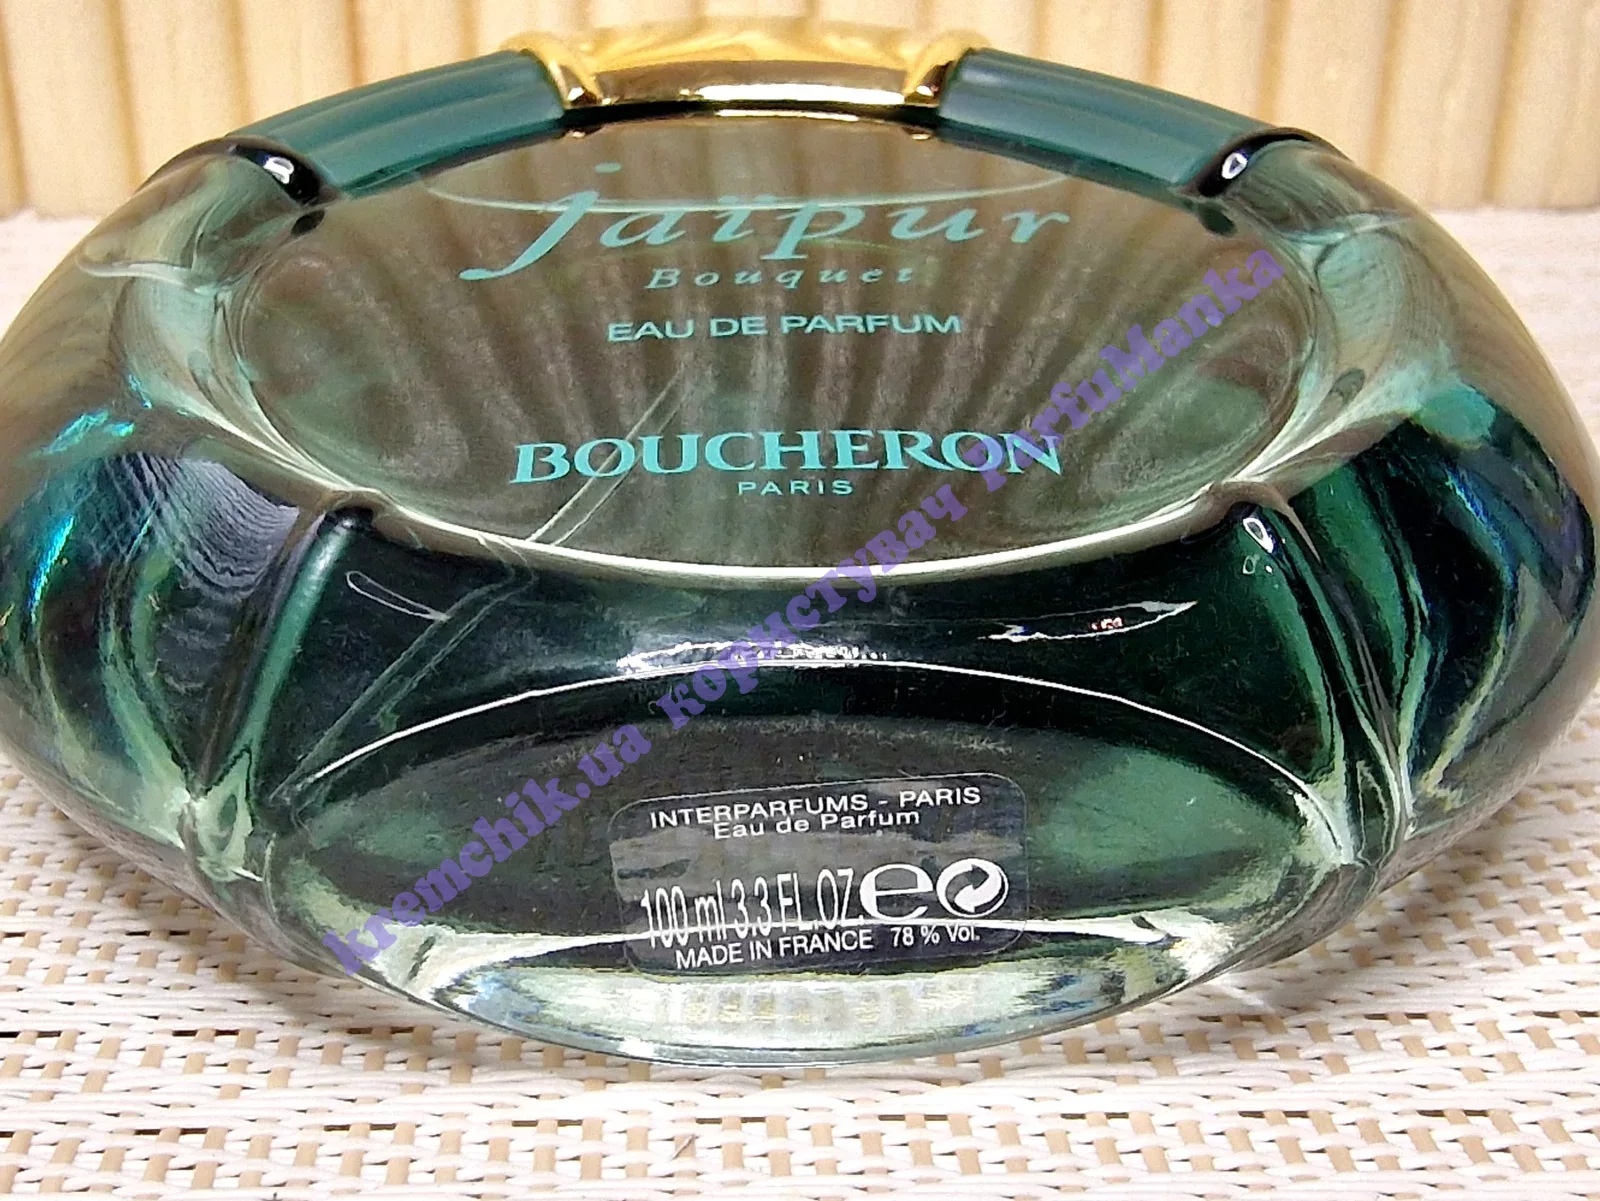 jaïpur
Bouquet
EAU DE PARFUM
BOUCHERON
PARIS
kremchik.ua користуВач ParfuManka
INTERPARFUMS - PARIS
Eau de Parfum
100 ml 3.3 FL.OZ. e
MADE IN FRANCE 78 % Vol.